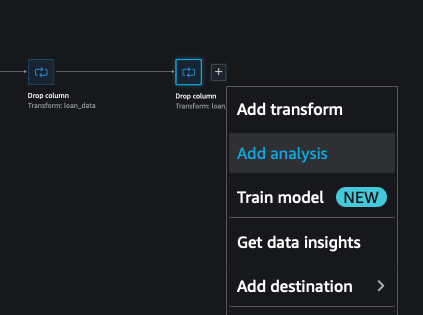 Drop column
Transform: loan_data
Drop column
Transform: loan_
Add transform
Add analysis
Train model NEW
Get data insights
Add destination